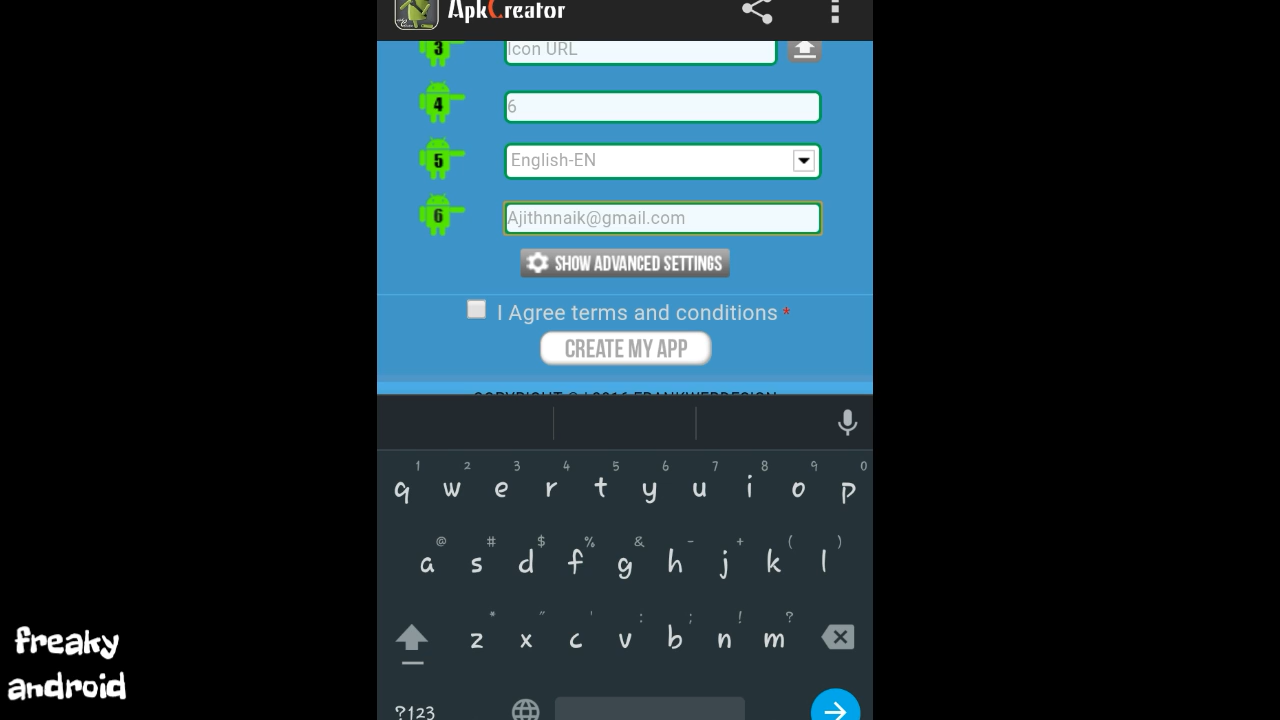 ApkCreator
3
Icon URL
4
6
5
English-EN
6
Ajithnnaik@gmail.com
SHOW ADVANCED SETTINGS
I Agree terms and conditions *
CREATE MY APP
1 2 3 4 5 6 7 8 9 0
q w e r t y u i o p
@ # $ % & - + ( )
a s d f g h j k l
* " ' : ; ! ?
z x c v b n m
?123
freaky
android